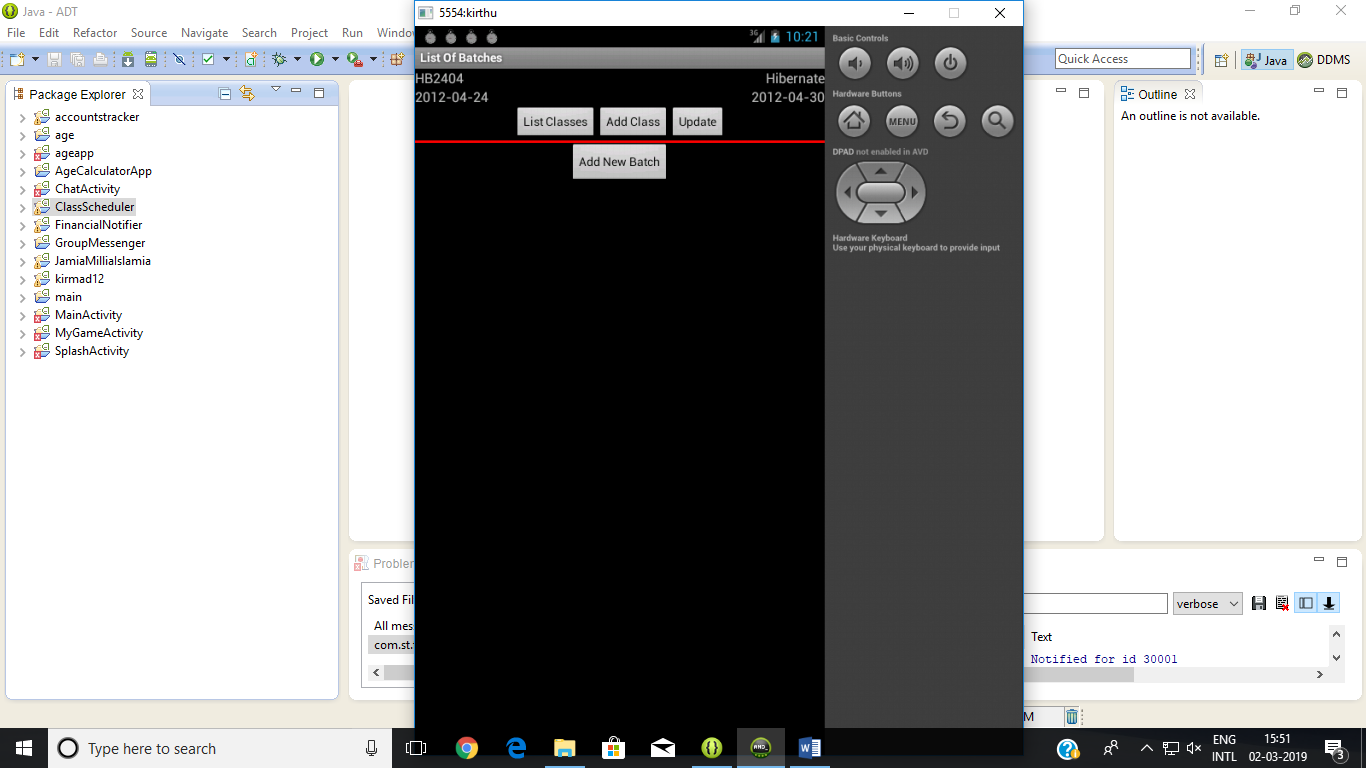 Java - ADT
File Edit Refactor Source Navigate Search Project Run Window
Quick Access
Java
DDMS
Package Explorer
accountstracker
age
ageapp
AgeCalculatorApp
ChatActivity
ClassScheduler
FinancialNotifier
GroupMessenger
JamiaMilliaIslamia
kirmad12
main
MainActivity
MyGameActivity
SplashActivity
5554:kirthu
3G 10:21
List Of Batches
HB2404 Hibernate
2012-04-24 2012-04-30
List Classes Add Class Update
Add New Batch
Basic Controls
Hardware Buttons
MENU
DPAD not enabled in AVD
Hardware Keyboard
Use your physical keyboard to provide input
Outline
An outline is not available.
Problem
Saved Fil
All mes
com.st.
verbose
Text
Notified for id 30001
M
Type here to search
ENG
INTL
15:51
02-03-2019
3